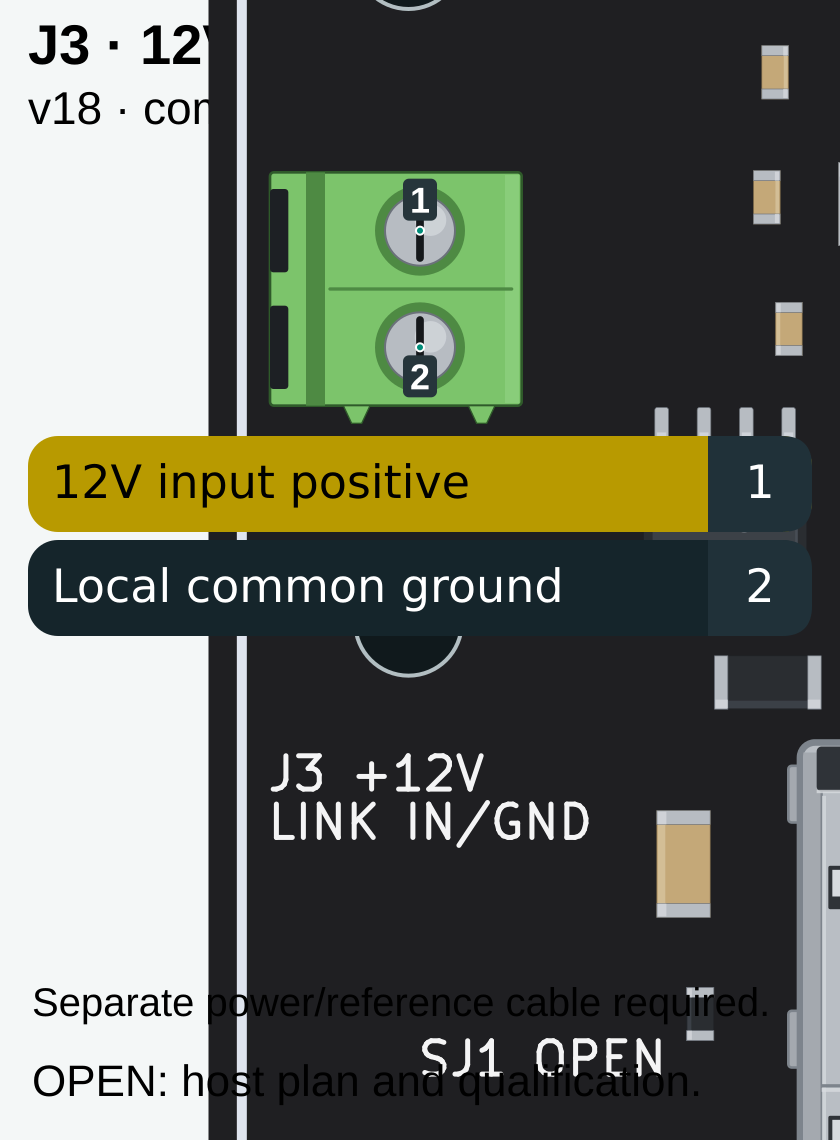 J3 · 12V
v18 ·
1
2
12V input positive 1
Local common ground 2
J3 +12V
LINK IN/GND
Separate power/reference cable required.
SJ1 OPEN
OPEN: host plan and qualification.